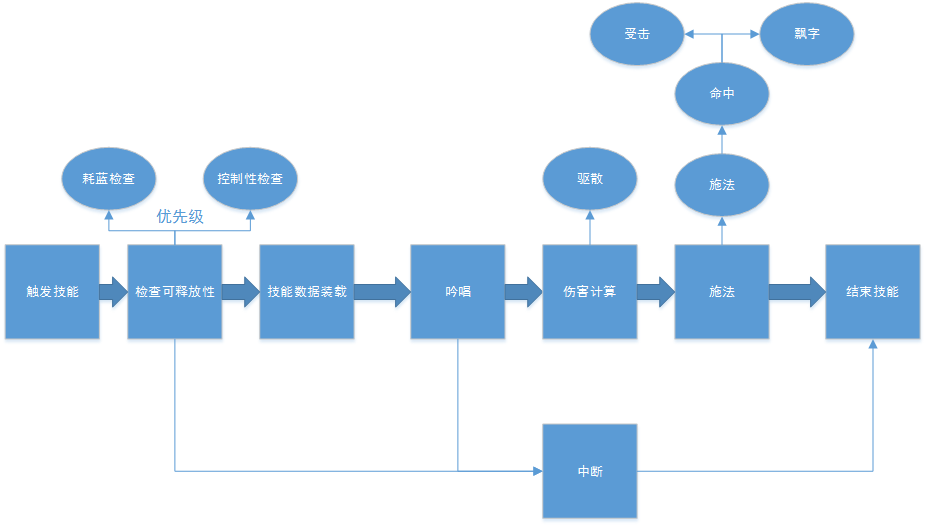 受击
飘字
命中
耗蓝检查
控制性检查
驱散
施法
优先级
触发技能
检查可释放性
技能数据装载
吟唱
伤害计算
施法
结束技能
中断